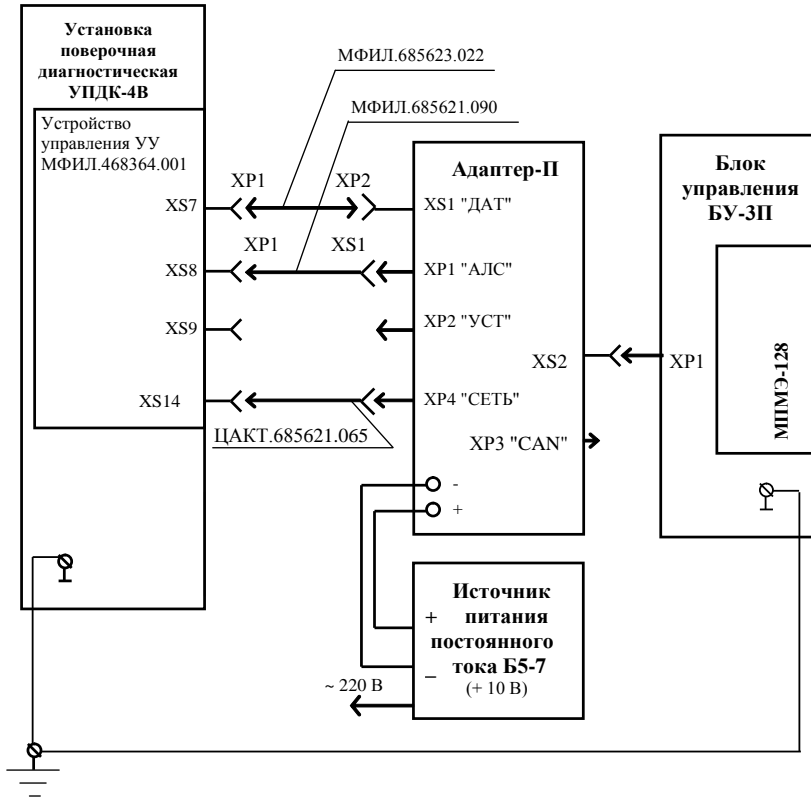 Установка
поверочная
диагностическая
УПДК-4В
Устройство
управления УУ
МФИЛ.468364.001
XS7
XS8
XS9
XS14
МФИЛ.685623.022
МФИЛ.685621.090
XP1
XP2
XP1
XS1
ЦАКТ.685621.065
Адаптер-П
XS1 "ДАТ"
XP1 "АЛС"
XP2 "УСТ"
XS2
XP4 "СЕТЬ"
XP3 "CAN"
-
+
Блок
управления
БУ-3П
XP1
МПМЭ-128
Источник
питания
постоянного
тока Б5-7
(+ 10 В)
+
–
~ 220 В